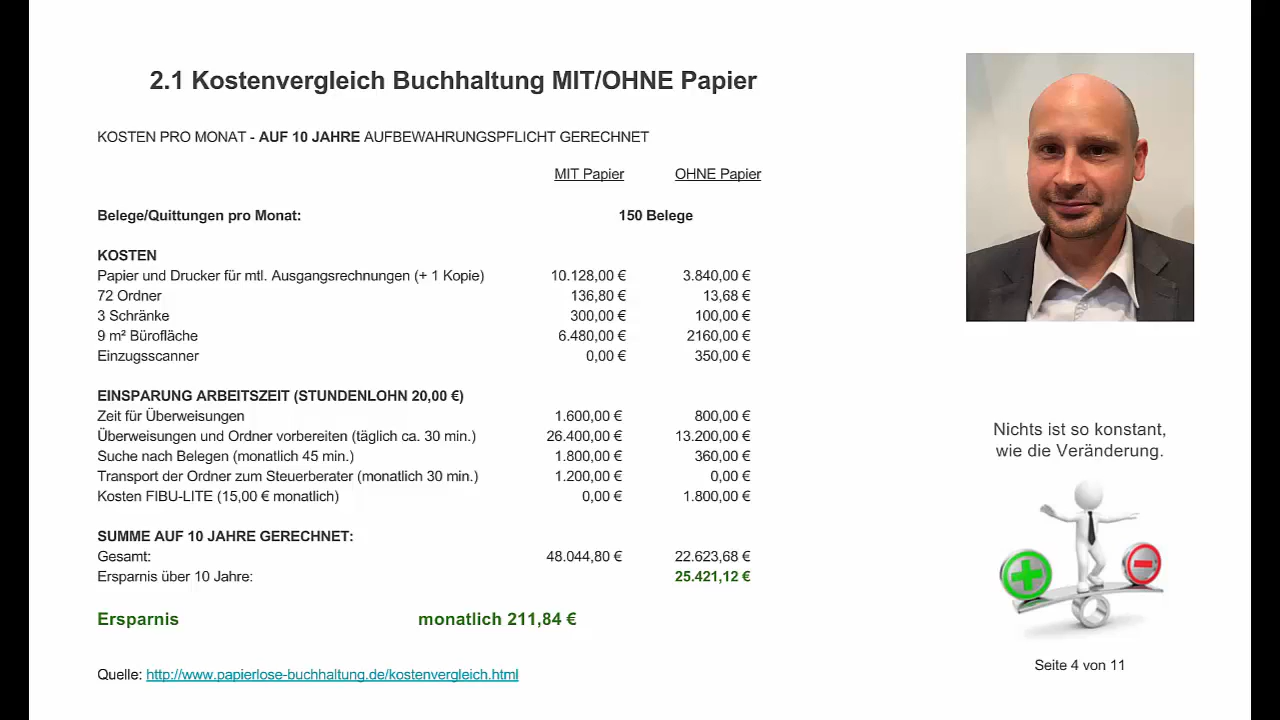 2.1 Kostenvergleich Buchhaltung MIT/OHNE Papier
KOSTEN PRO MONAT - AUF 10 JAHRE AUFBEWAHRUNGSPFLICHT GERECHNET
MIT Papier OHNE Papier
Belege/Quittungen pro Monat: 150 Belege
KOSTEN
Papier und Drucker für mtl. Ausgangsrechnungen (+ 1 Kopie) 10.128,00 € 3.840,00 €
72 Ordner 136,80 € 13,68 €
3 Schränke 300,00 € 100,00 €
9 m² Bürofläche 6.480,00 € 2160,00 €
Einzugsscanner 0,00 € 350,00 €
EINSPARUNG ARBEITSZEIT (STUNDENLOHN 20,00 €)
Zeit für Überweisungen 1.600,00 € 800,00 €
Überweisungen und Ordner vorbereiten (täglich ca. 30 min.) 26.400,00 € 13.200,00 €
Suche nach Belegen (monatlich 45 min.) 1.800,00 € 360,00 €
Transport der Ordner zum Steuerberater (monatlich 30 min.) 1.200,00 € 0,00 €
Kosten FIBU-LITE (15,00 € monatlich) 0,00 € 1.800,00 €
SUMME AUF 10 JAHRE GERECHNET:
Gesamt: 48.044,80 € 22.623,68 €
Ersparnis über 10 Jahre: 25.421,12 €
Ersparnis monatlich 211,84 €
Quelle: http://www.papierlose-buchhaltung.de/kostenvergleich.html
Nichts ist so konstant,
wie die Veränderung.
Seite 4 von 11